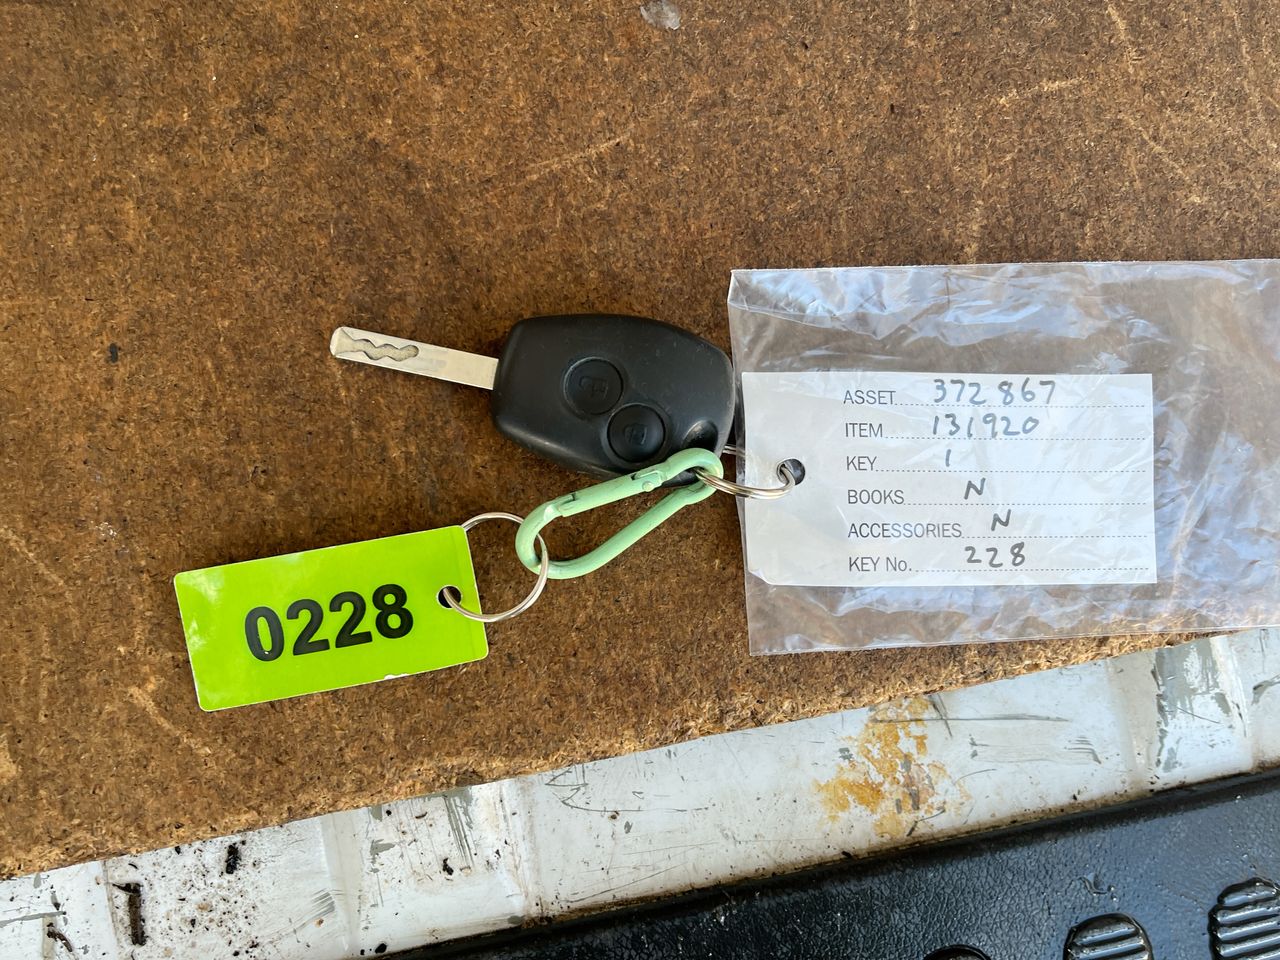 0228
ASSET 372867
ITEM 131920
KEY 1
BOOKS N
ACCESSORIES N
KEY No. 228